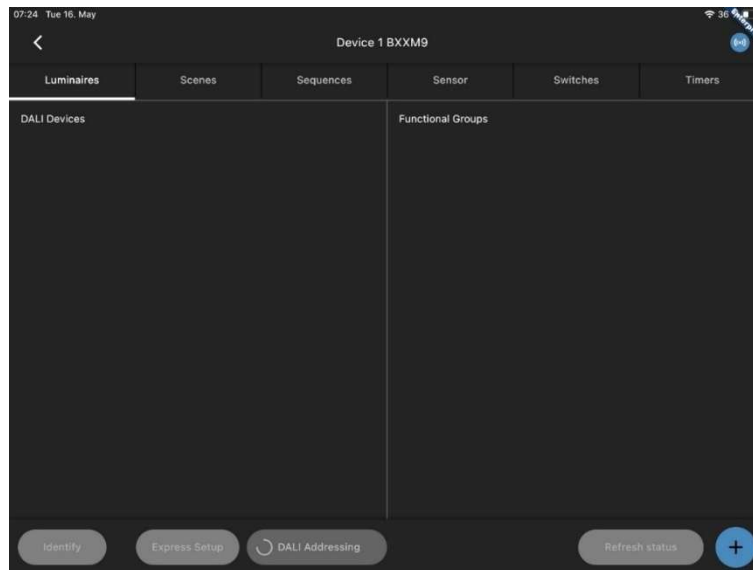 07:24 Tue 16. May
36
Device 1 BXXM9
Luminaires
Scenes
Sequences
Sensor
Switches
Timers
DALI Devices
Functional Groups
Identify
Express Setup
DALI Addressing
Refresh status
+